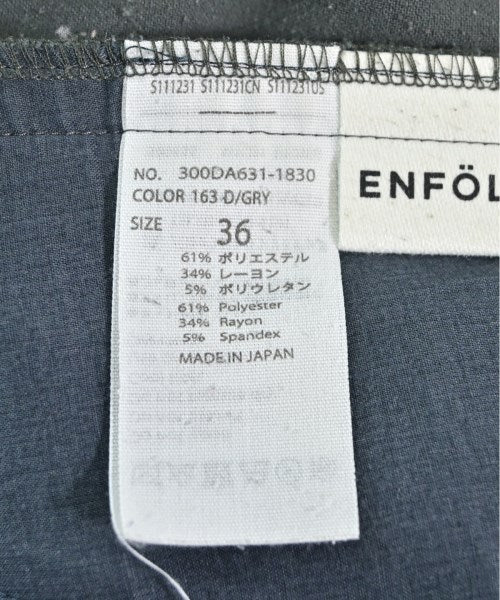 S111231 S111231CN S111231US
NO. 300DA631-1830
COLOR 163 D/GRY
SIZE 36
61% ポリエステル
34% レーヨン
5% ポリウレタン
61% Polyester
34% Rayon
5% Spandex
MADE IN JAPAN
ENFÖL